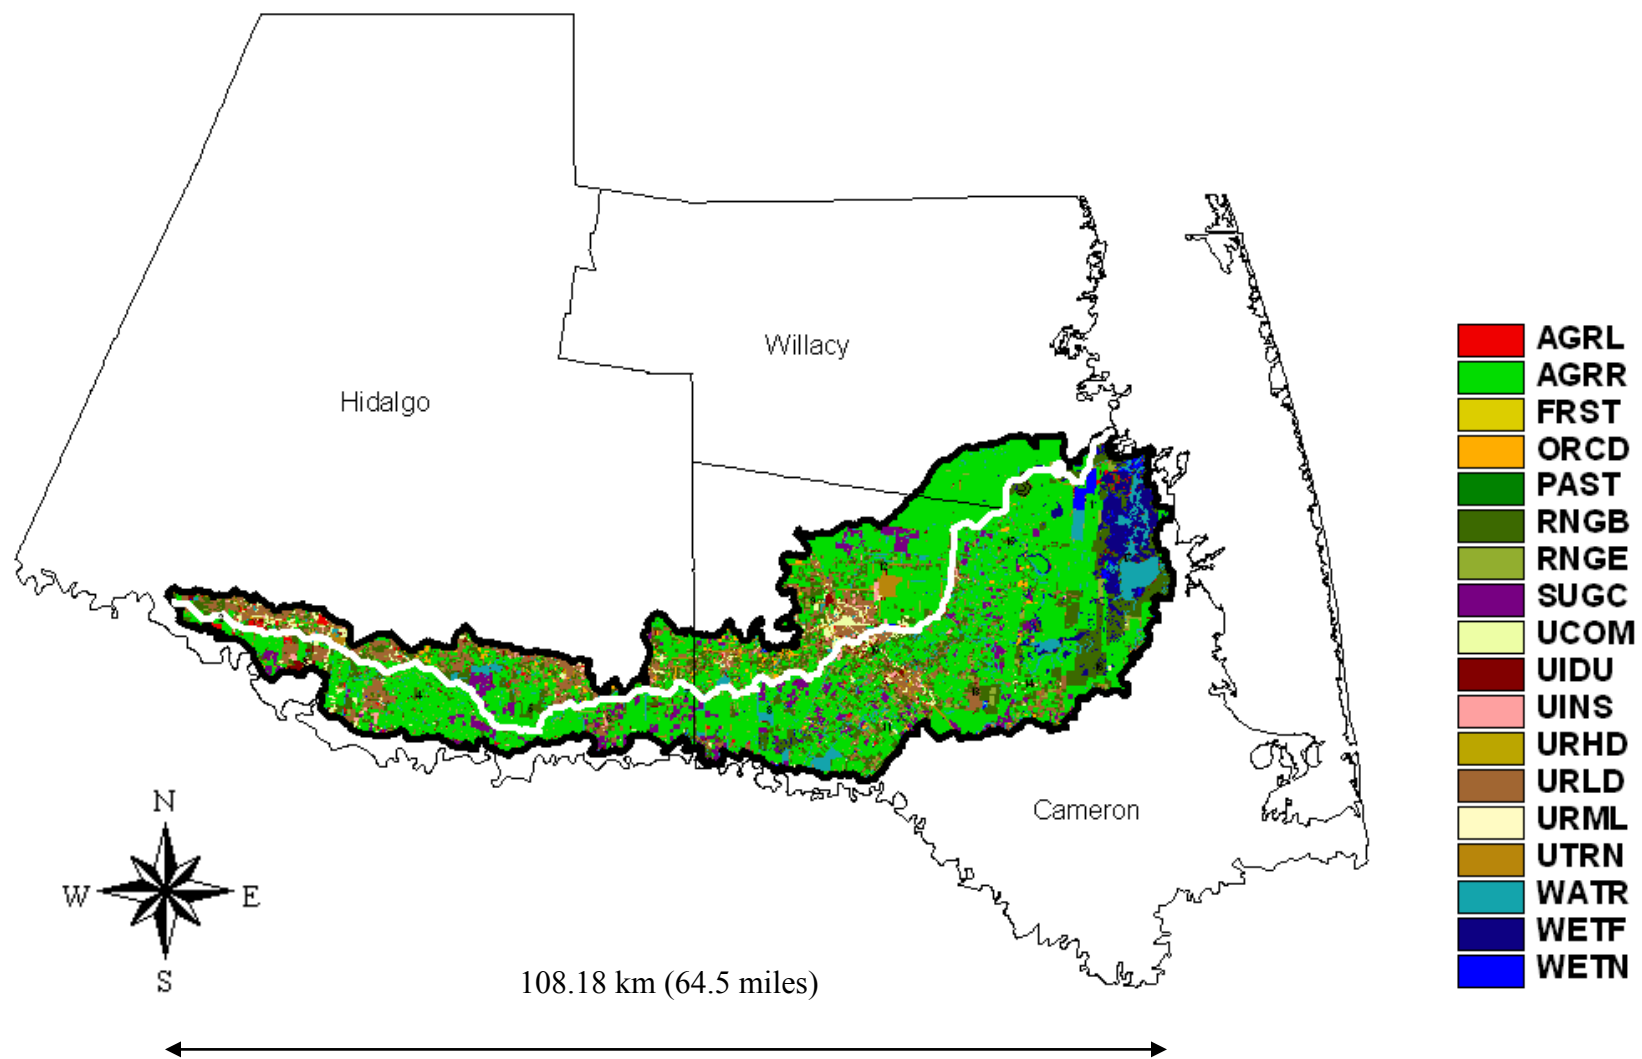 Willacy
Hidalgo
Cameron
AGRL
AGRR
FRST
ORCD
PAST
RNGB
RNGE
SUGC
UCOM
UIDU
UINS
URHD
URLD
URML
UTRN
WATR
WETF
WETN
N
W E
S
108.18 km (64.5 miles)